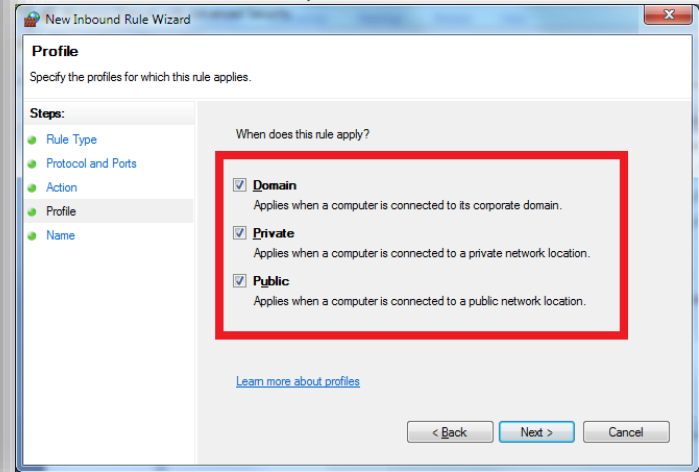 New Inbound Rule Wizard
Profile
Specify the profiles for which this rule applies.
Steps:
Rule Type
Protocol and Ports
Action
Profile
Name
When does this rule apply?
Domain
Applies when a computer is connected to its corporate domain.
Private
Applies when a computer is connected to a private network location.
Public
Applies when a computer is connected to a public network location.
Learn more about profiles
< Back
Next >
Cancel